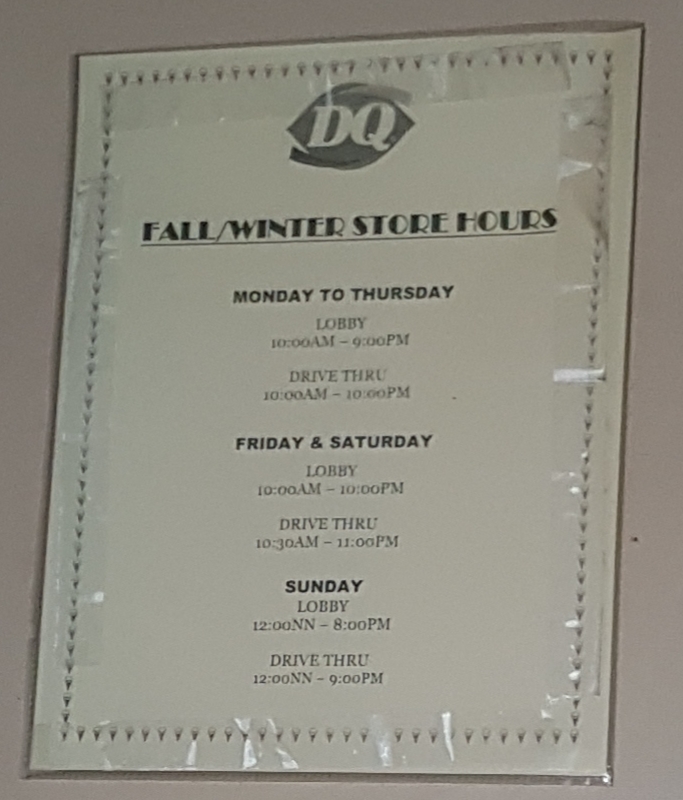 DQ
FALL/WINTER STORE HOURS
MONDAY TO THURSDAY
LOBBY
10:00AM – 9:00PM
DRIVE THRU
10:00AM – 10:00PM
FRIDAY & SATURDAY
LOBBY
10:00AM – 10:00PM
DRIVE THRU
10:30AM – 11:00PM
SUNDAY
LOBBY
12:00NN – 8:00PM
DRIVE THRU
12:00NN – 9:00PM